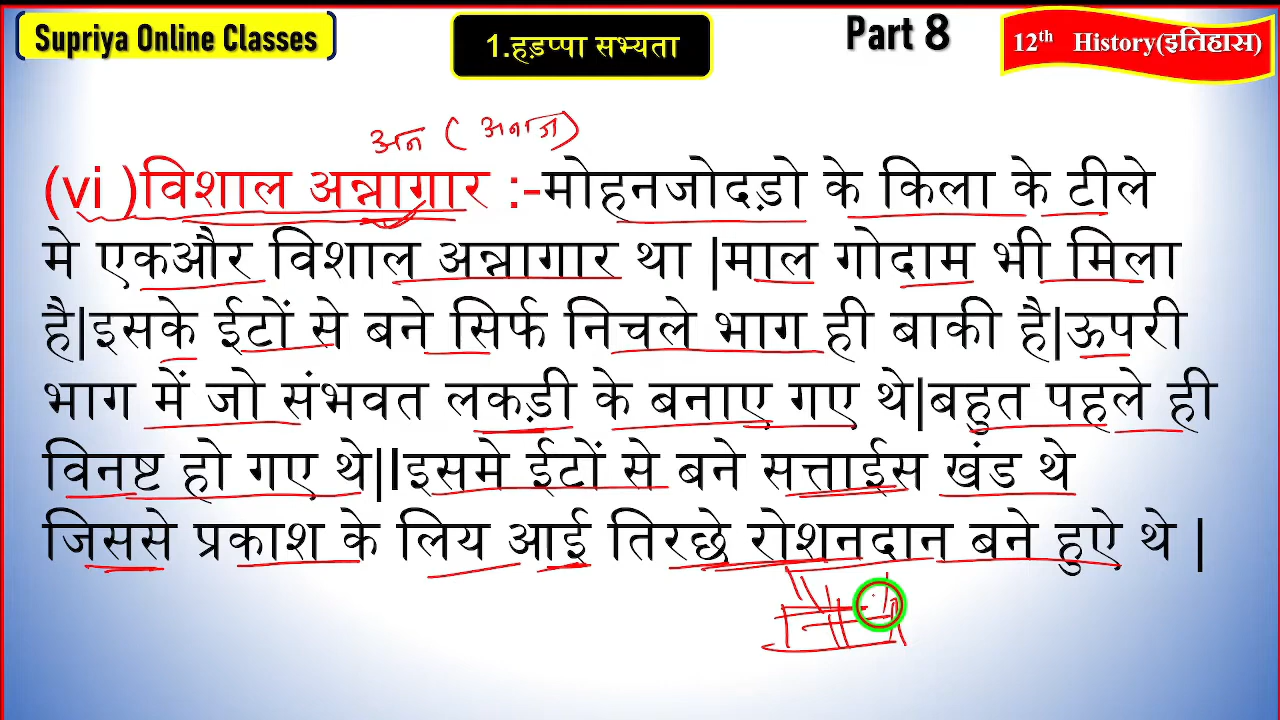 Supriya Online Classes
1.हड़प्पा सभ्यता
Part 8
12th History(इतिहास)
अन (अनाज)
(vi )विशाल अन्नागार :-मोहनजोदड़ो के किला के टीले
मे एकऔर विशाल अन्नागार था |माल गोदाम भी मिला
है|इसके ईटों से बने सिर्फ निचले भाग ही बाकी है|ऊपरी
भाग में जो संभवत लकड़ी के बनाए गए थे|बहुत पहले ही
विनष्ट हो गए थे|।इसमे ईटों से बने सत्ताईस खंड थे
जिससे प्रकाश के लिय आई तिरछे रोशनदान बने हुऐ थे |